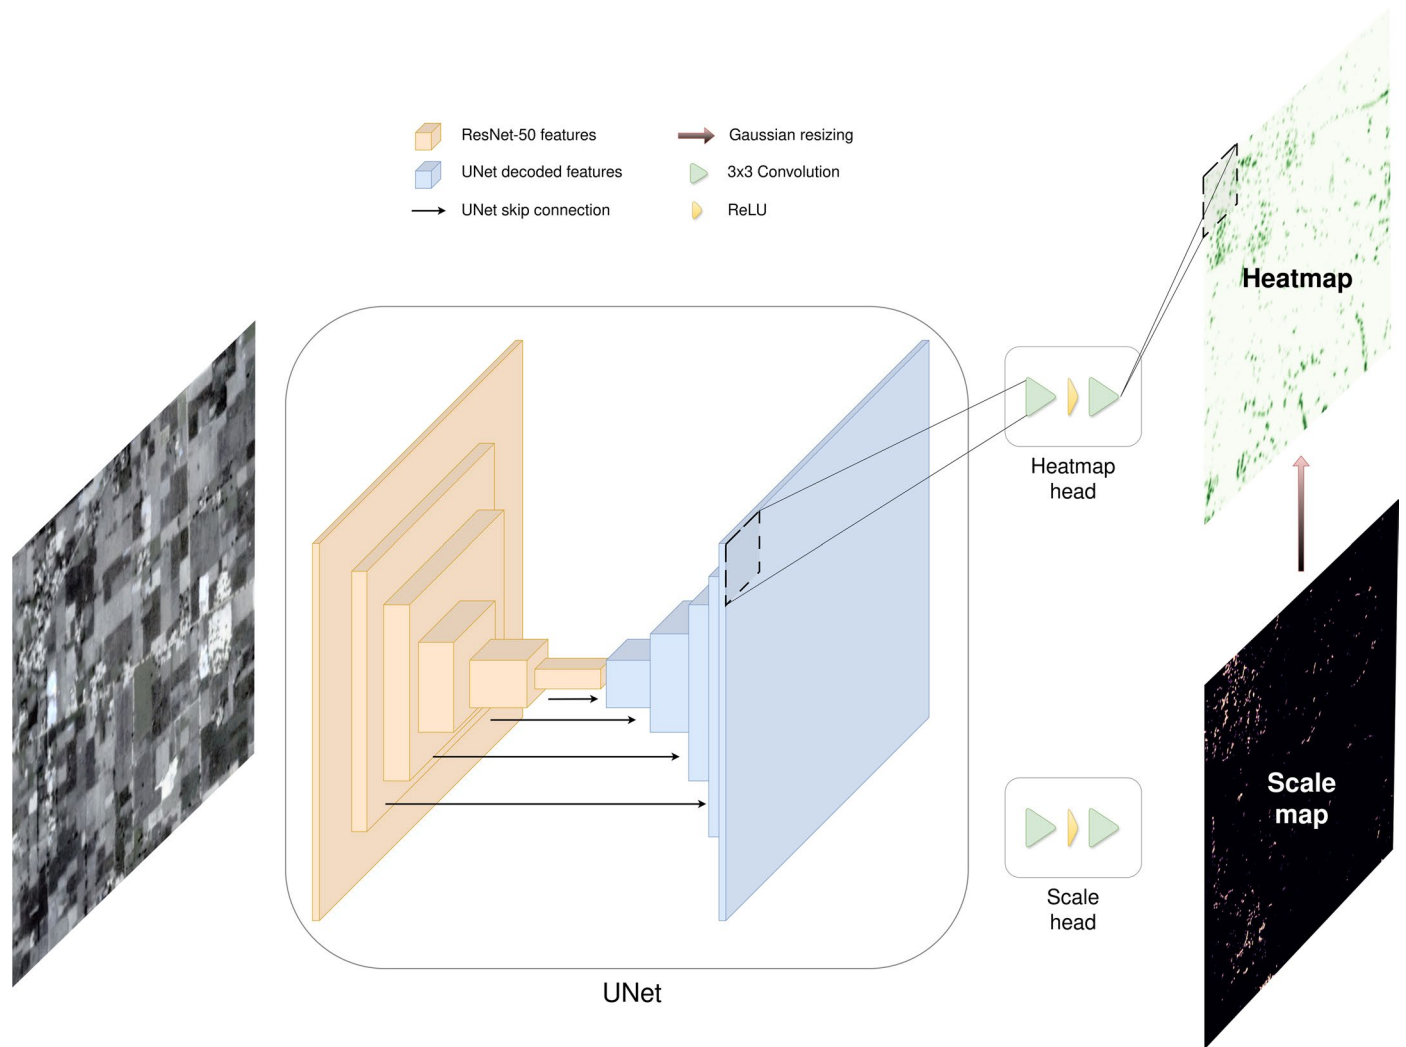 ResNet-50 features
Gaussian resizing
UNet decoded features
3x3 Convolution
UNet skip connection
ReLU
Heatmap
Heatmap
head
Scale
map
Scale
head
UNet